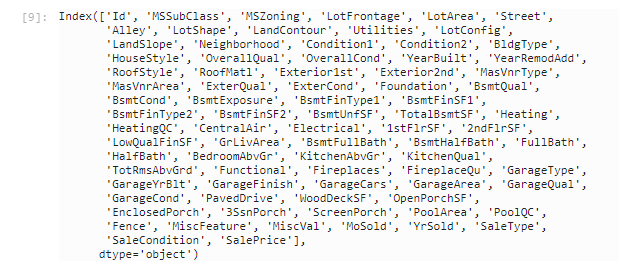 [9]: Index(['Id', 'MSSubClass', 'MSZoning', 'LotFrontage', 'LotArea', 'Street',
'Alley', 'LotShape', 'LandContour', 'Utilities', 'LotConfig',
'LandSlope', 'Neighborhood', 'Condition1', 'Condition2', 'BldgType',
'HouseStyle', 'OverallQual', 'OverallCond', 'YearBuilt', 'YearRemodAdd',
'RoofStyle', 'RoofMatl', 'Exterior1st', 'Exterior2nd', 'MasVnrType',
'MasVnrArea', 'ExterQual', 'ExterCond', 'Foundation', 'BsmtQual',
'BsmtCond', 'BsmtExposure', 'BsmtFinType1', 'BsmtFinSF1',
'BsmtFinType2', 'BsmtFinSF2', 'BsmtUnfSF', 'TotalBsmtSF', 'Heating',
'HeatingQC', 'CentralAir', 'Electrical', '1stFlrSF', '2ndFlrSF',
'LowQualFinSF', 'GrLivArea', 'BsmtFullBath', 'BsmtHalfBath', 'FullBath',
'HalfBath', 'BedroomAbvGr', 'KitchenAbvGr', 'KitchenQual',
'TotRmsAbvGrd', 'Functional', 'Fireplaces', 'FireplaceQu', 'GarageType',
'GarageYrBlt', 'GarageFinish', 'GarageCars', 'GarageArea', 'GarageQual',
'GarageCond', 'PavedDrive', 'WoodDeckSF', 'OpenPorchSF',
'EnclosedPorch', '3SsnPorch', 'ScreenPorch', 'PoolArea', 'PoolQC',
'Fence', 'MiscFeature', 'MiscVal', 'MoSold', 'YrSold', 'SaleType',
'SaleCondition', 'SalePrice'],
dtype='object')